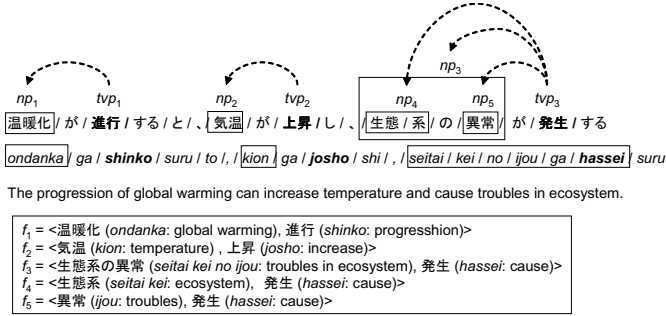 np3
np1 tvp1 np2 tvp2 np4 np5 tvp3
温暖化 / が / 進行 / する / と / 、/ 気温 / が / 上昇 / し / 、 / 生態 / 系 / の / 異常 / が / 発生 / する
ondanka / ga / shinko / suru / to /, / kion / ga / josho / shi / , / seitai / kei / no / ijou / ga / hassei / suru
The progression of global warming can increase temperature and cause troubles in ecosystem.
f1 = <温暖化 (ondanka: global warming), 進行 (shinko: progresshion)>
f2 = <気温 (kion: temperature) , 上昇 (josho: increase)>
f3 = <生態系の異常 (seitai kei no ijou: troubles in ecosystem), 発生 (hassei: cause)>
f4 = <生態系 (seitai kei: ecosystem), 発生 (hassei: cause)>
f5 = <異常 (ijou: troubles), 発生 (hassei: cause)>